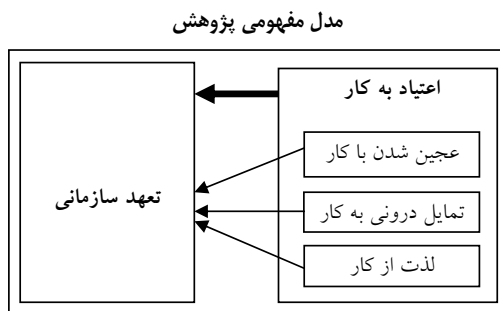 مدل مفهومی پژوهش
اعتیاد به کار
عجین شدن با کار
تمایل درونی به کار
لذت از کار
تعهد سازمانی